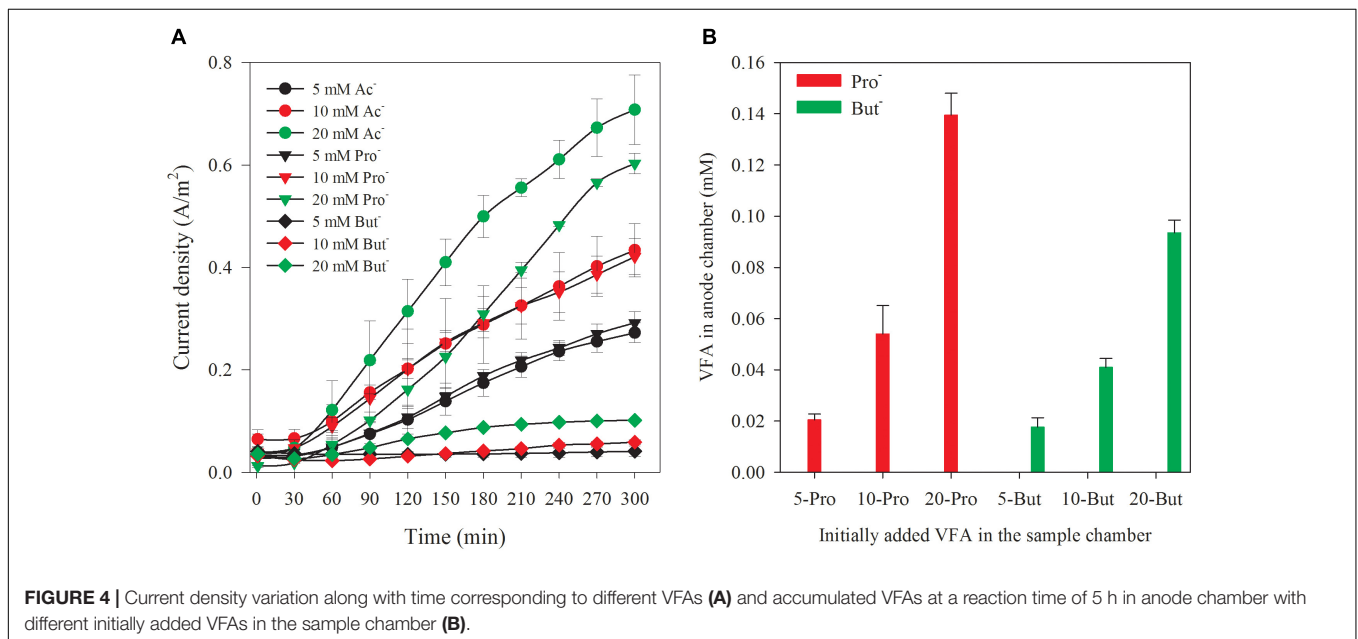 A
Current density (A/m²)
0.8
0.6
0.4
0.2
0.0
5 mM Ac⁻
10 mM Ac⁻
20 mM Ac⁻
5 mM Pro⁻
10 mM Pro⁻
20 mM Pro⁻
5 mM But⁻
10 mM But⁻
20 mM But⁻
0 30 60 90 120 150 180 210 240 270 300
Time (min)
B
VFA in anode chamber (mM)
0.16
0.14
0.12
0.10
0.08
0.06
0.04
0.02
0.00
Pro⁻
But⁻
5-Pro 10-Pro 20-Pro 5-But 10-But 20-But
Initially added VFA in the sample chamber
FIGURE 4 | Current density variation along with time corresponding to different VFAs (A) and accumulated VFAs at a reaction time of 5 h in anode chamber with
different initially added VFAs in the sample chamber (B).